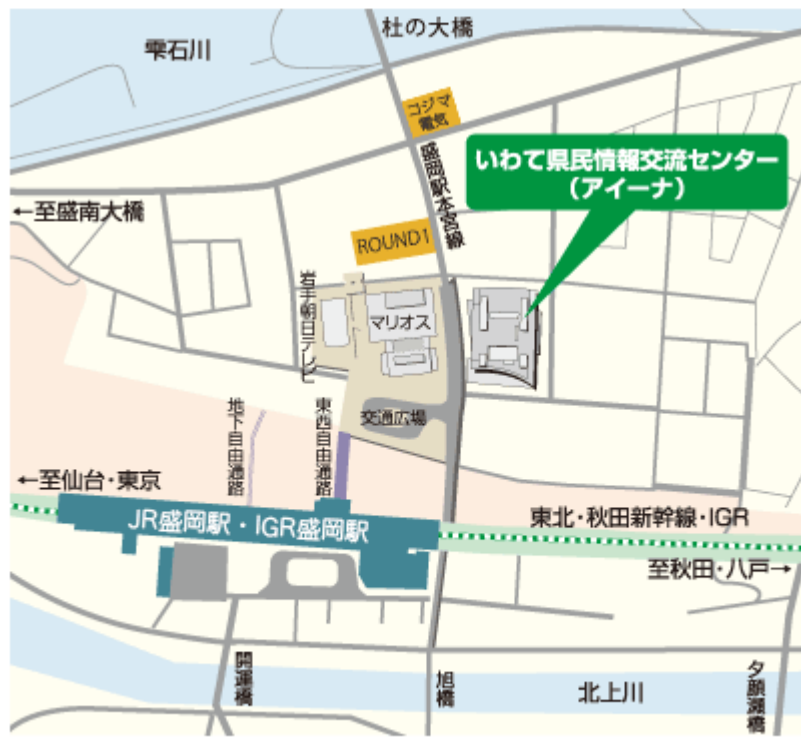 杜の大橋
雫石川
コジマ
電気
いわて県民情報交流センター
（アイーナ）
盛岡駅本宮線
←至盛南大橋
ROUND1
岩手朝日テレビ
マリオス
交通広場
東西自由通路
地下自由通路
←至仙台・東京
JR盛岡駅・IGR盛岡駅
東北・秋田新幹線・IGR
至秋田・八戸→
開運橋
旭橋
北上川
夕顔瀬橋